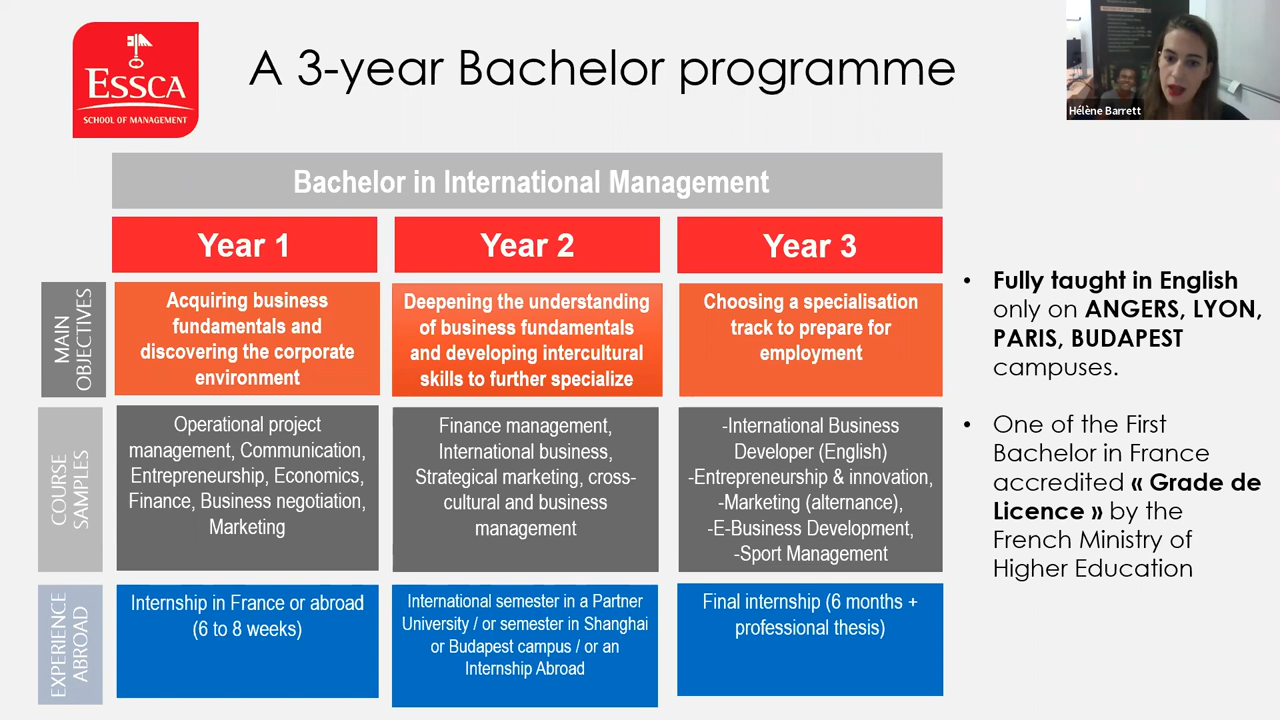 ESSCA
SCHOOL OF MANAGEMENT
A 3-year Bachelor programme
Hélène Barrett
Bachelor in International Management
Year 1
Year 2
Year 3
MAIN
OBJECTIVES
Acquiring business
fundamentals and
discovering the corporate
environment
Deepening the understanding
of business fundamentals
and developing intercultural
skills to further specialize
Choosing a specialisation
track to prepare for
employment
COURSE
SAMPLES
Operational project
management, Communication,
Entrepreneurship, Economics,
Finance, Business negotiation,
Marketing
Finance management,
International business,
Strategical marketing, cross-
cultural and business
management
-International Business
Developer (English)
-Entrepreneurship & innovation,
-Marketing (alternance),
-E-Business Development,
-Sport Management
EXPERIENCE
ABROAD
Internship in France or abroad
(6 to 8 weeks)
International semester in a Partner
University / or semester in Shanghai
or Budapest campus / or an
Internship Abroad
Final internship (6 months +
professional thesis)
• Fully taught in English
only on ANGERS, LYON,
PARIS, BUDAPEST
campuses.
• One of the First
Bachelor in France
accredited « Grade de
Licence » by the
French Ministry of
Higher Education